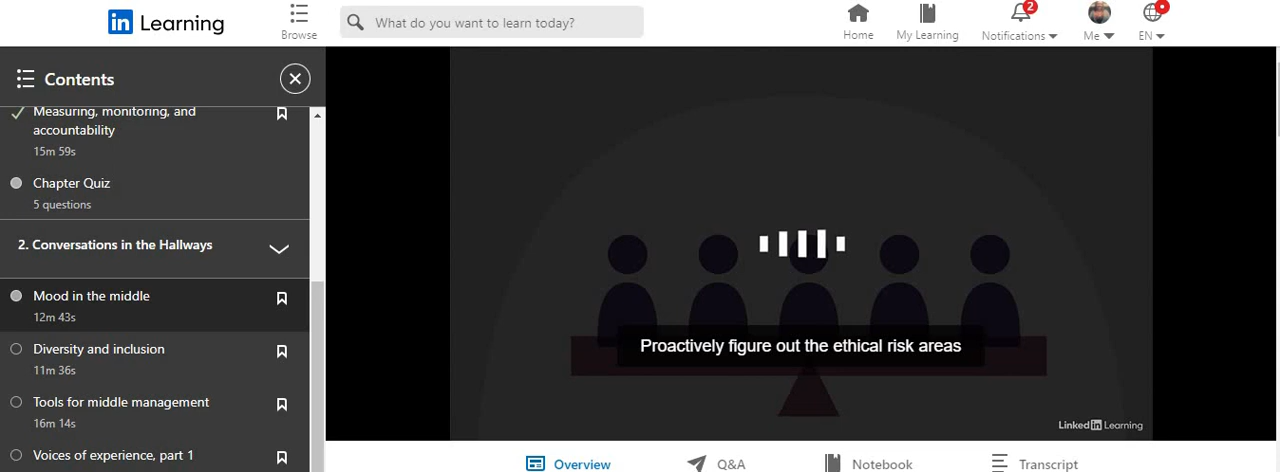 in Learning
Browse
What do you want to learn today?
Home
My Learning
2
Notifications
Me
EN
Contents
Measuring, monitoring, and
accountability
15m 59s
Chapter Quiz
5 questions
2. Conversations in the Hallways
Mood in the middle
12m 43s
Diversity and inclusion
11m 36s
Tools for middle management
16m 14s
Voices of experience, part 1
Proactively figure out the ethical risk areas
Linked in Learning
Overview
Q&A
Notebook
Transcript